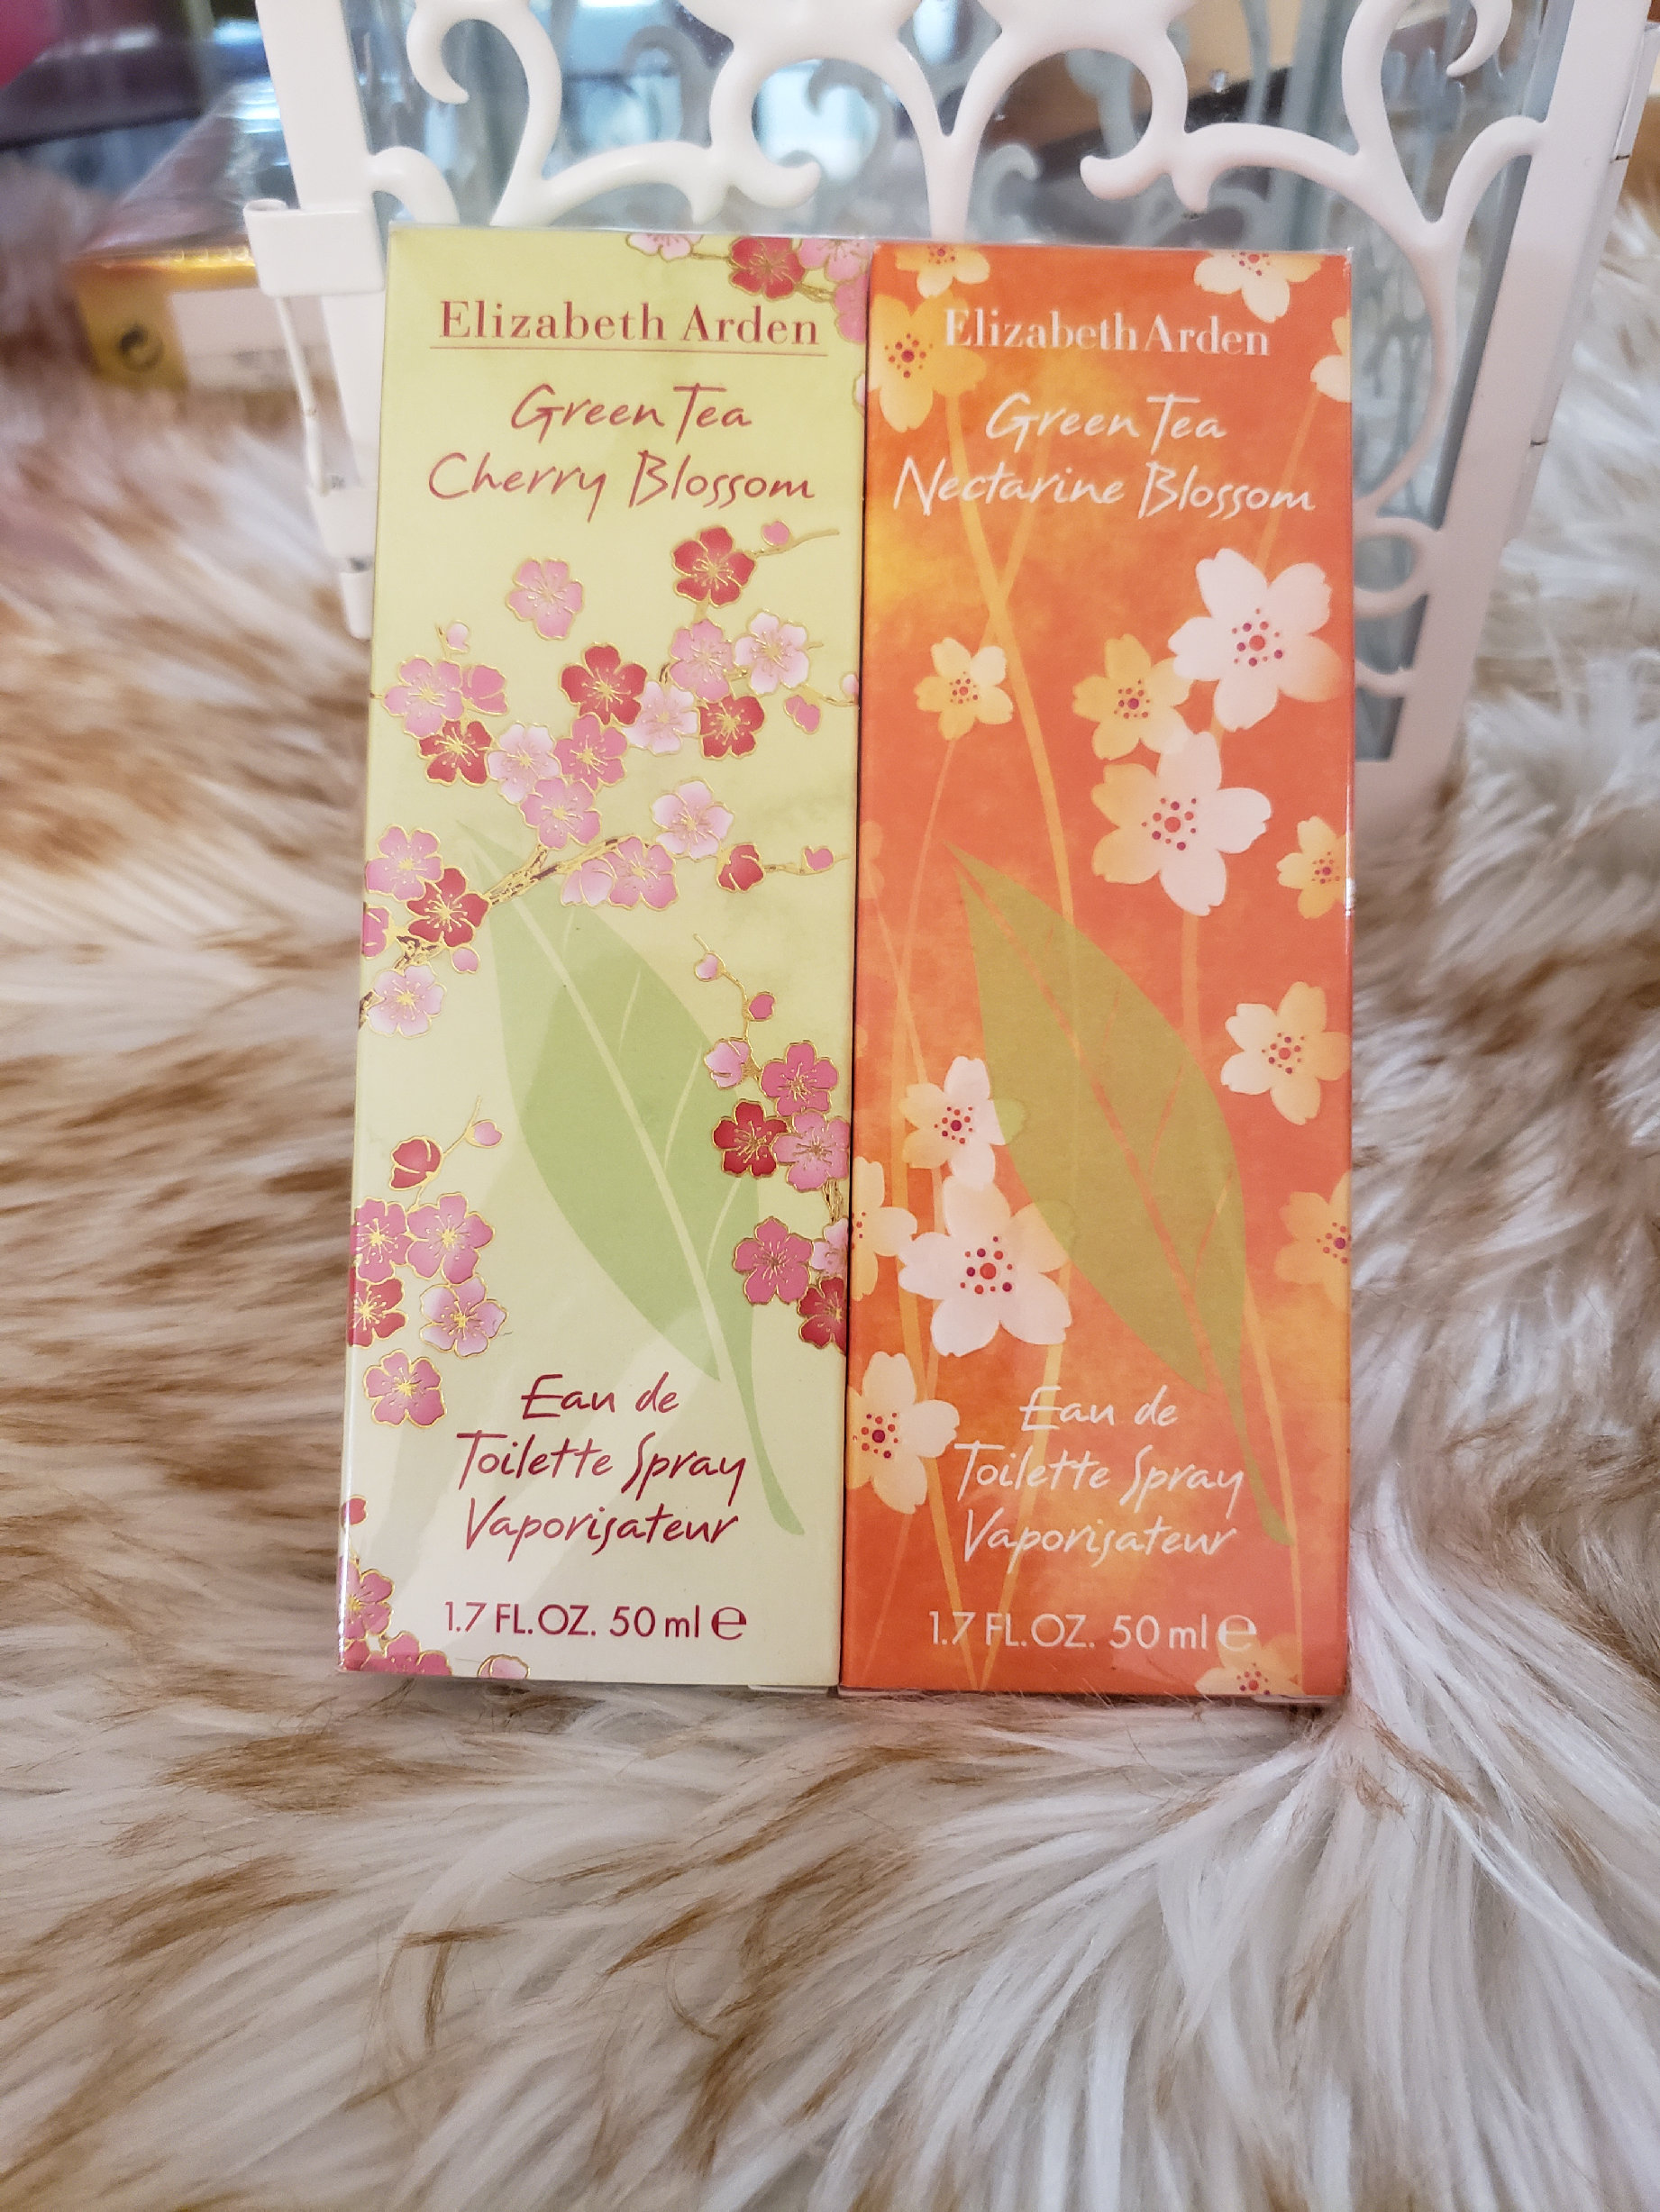 Elizabeth Arden
Green Tea
Cherry Blossom
Eau de
Toilette Spray
Vaporisateur
1.7 FL.OZ. 50 ml e
Elizabeth Arden
Green Tea
Nectarine Blossom
Eau de
Toilette Spray
Vaporisateur
1.7 FL.OZ. 50 ml e